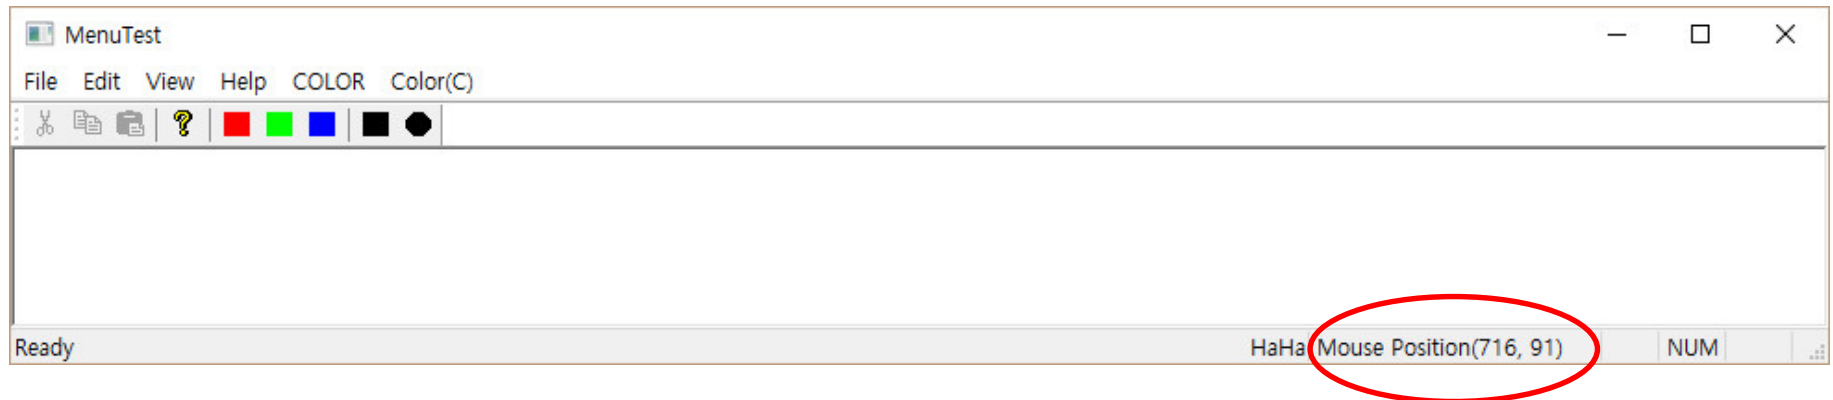 MenuTest
File Edit View Help COLOR Color(C)
?
Ready HaHa Mouse Position(716, 91) NUM